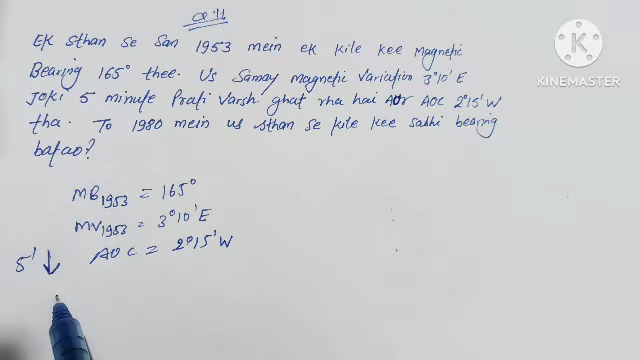 Q.11
Ek sthan se San 1953 mein ek kile kee Magnetic
Bearing 165° thee. Us Samay Magnetic Variation 3°10' E
Joki 5 minute Prati Varsh ghat rha hai Aur AOC 2°15' W
tha. To 1980 mein us sthan se kile kee sabhi bearing
batao?
MB1953 = 165°
MV1953 = 3°10' E
5' ↓ AOC = 2°15' W
KINEMASTER